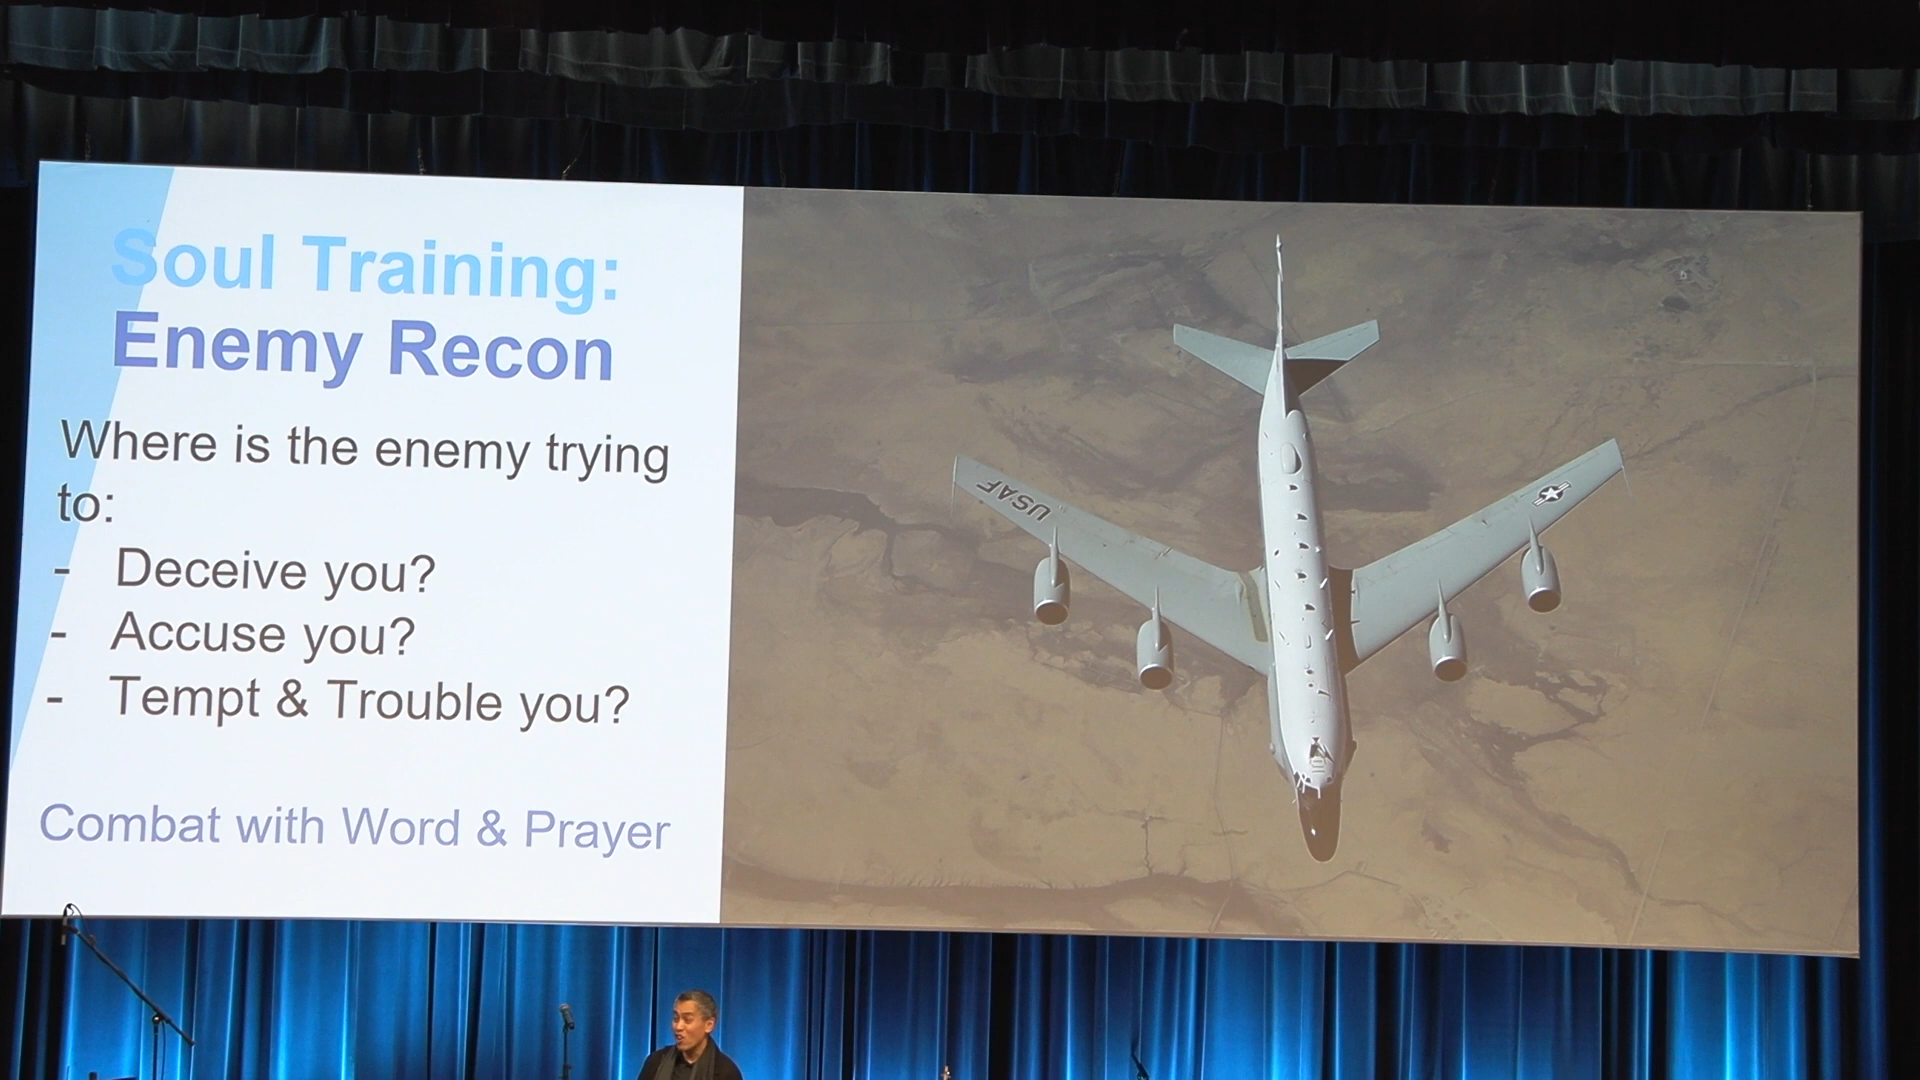 Soul Training:
Enemy Recon
Where is the enemy trying
to:
- Deceive you?
- Accuse you?
- Tempt & Trouble you?
Combat with Word & Prayer
USAF